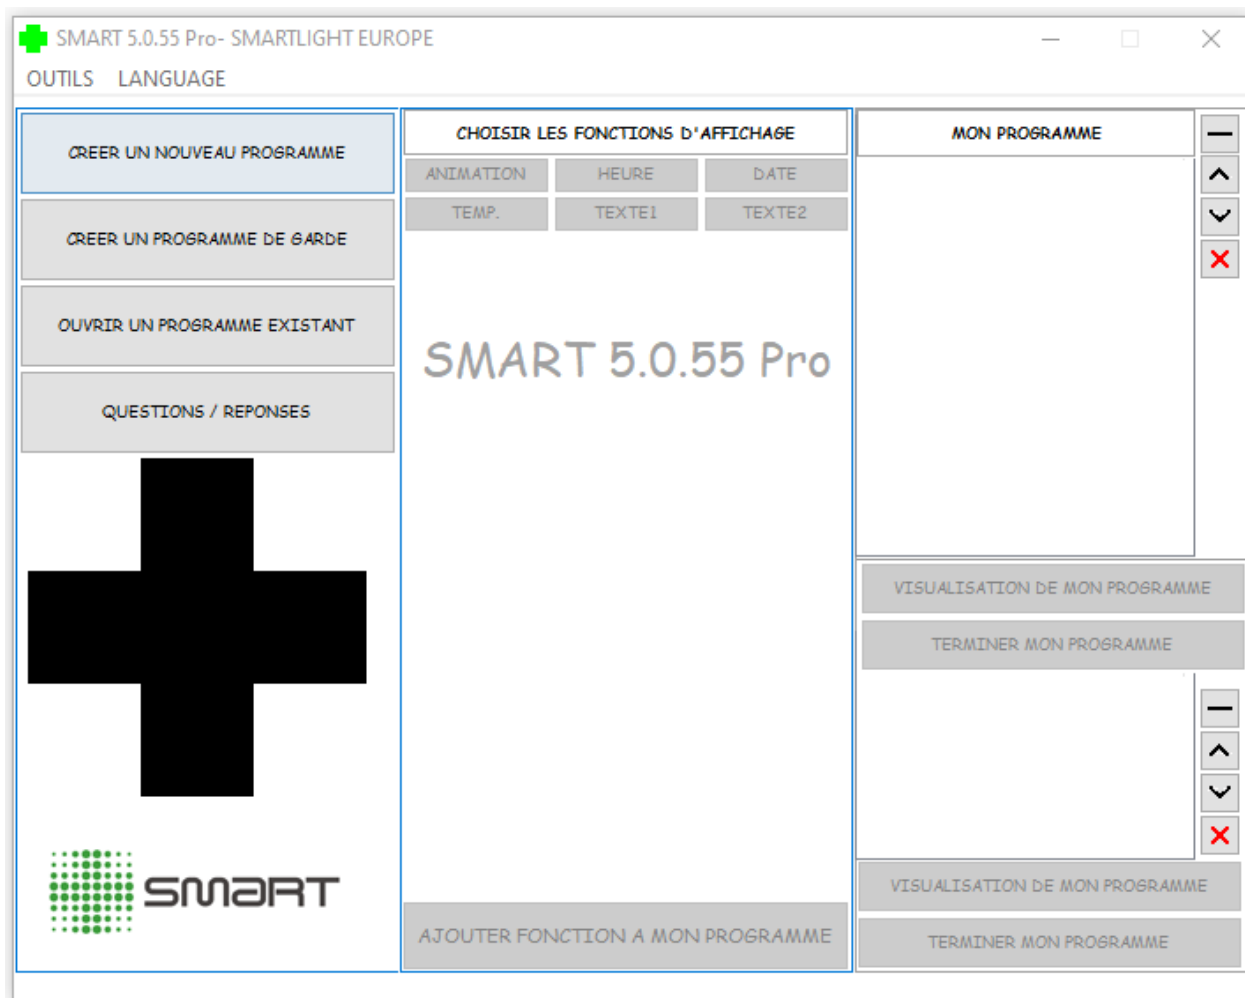 SMART 5.0.55 Pro- SMARTLIGHT EUROPE
OUTILS LANGUAGE
CREER UN NOUVEAU PROGRAMME
CREER UN PROGRAMME DE GARDE
OUVRIR UN PROGRAMME EXISTANT
QUESTIONS / REPONSES
SMART
CHOISIR LES FONCTIONS D'AFFICHAGE
ANIMATION HEURE DATE
TEMP. TEXTE1 TEXTE2
SMART 5.0.55 Pro
AJOUTER FONCTION A MON PROGRAMME
MON PROGRAMME
VISUALISATION DE MON PROGRAMME
TERMINER MON PROGRAMME
VISUALISATION DE MON PROGRAMME
TERMINER MON PROGRAMME